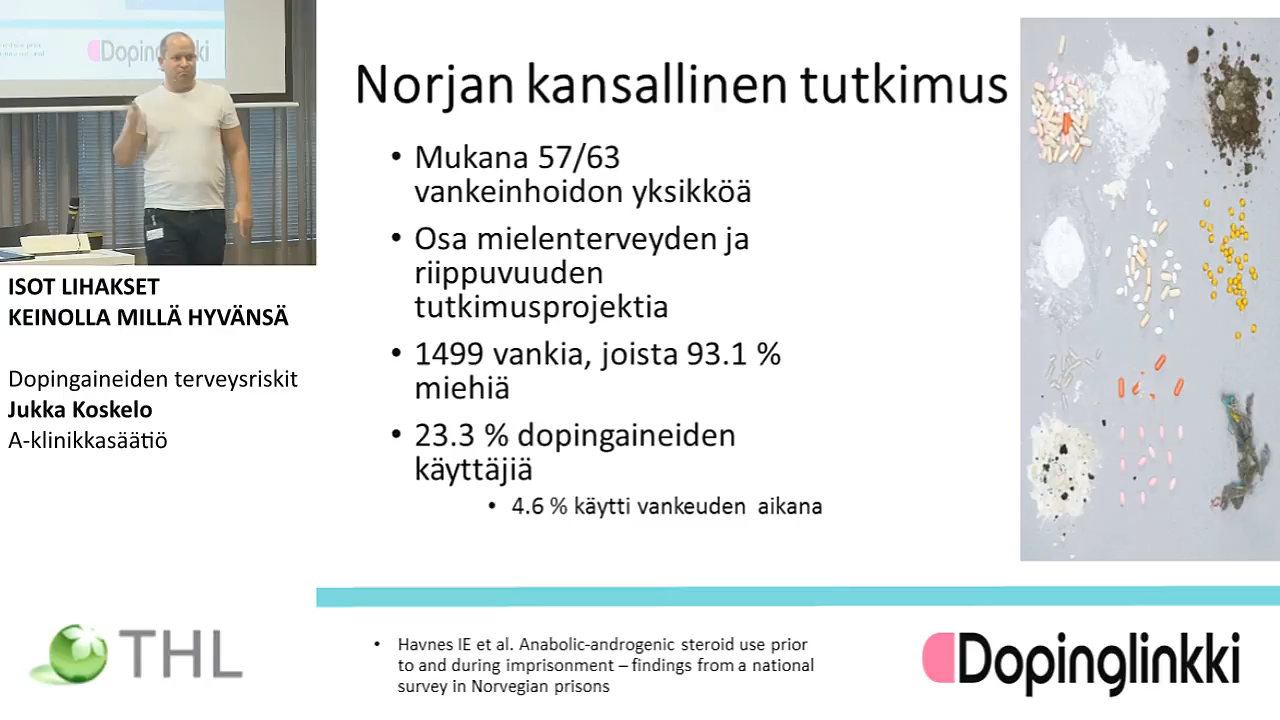 Dopinglinkki
ISOT LIHAKSET
KEINOLLA MILLÄ HYVÄNSÄ
Dopingaineiden terveysriskit
Jukka Koskelo
A-klinikkasäätiö
THL
Norjan kansallinen tutkimus
• Mukana 57/63
vankeinhoidon yksikköä
• Osa mielenterveyden ja
riippuvuuden
tutkimusprojektia
• 1499 vankia, joista 93.1 %
miehiä
• 23.3 % dopingaineiden
käyttäjiä
• 4.6 % käytti vankeuden aikana
• Havnes IE et al. Anabolic-androgenic steroid use prior
to and during imprisonment – findings from a national
survey in Norwegian prisons
Dopinglinkki